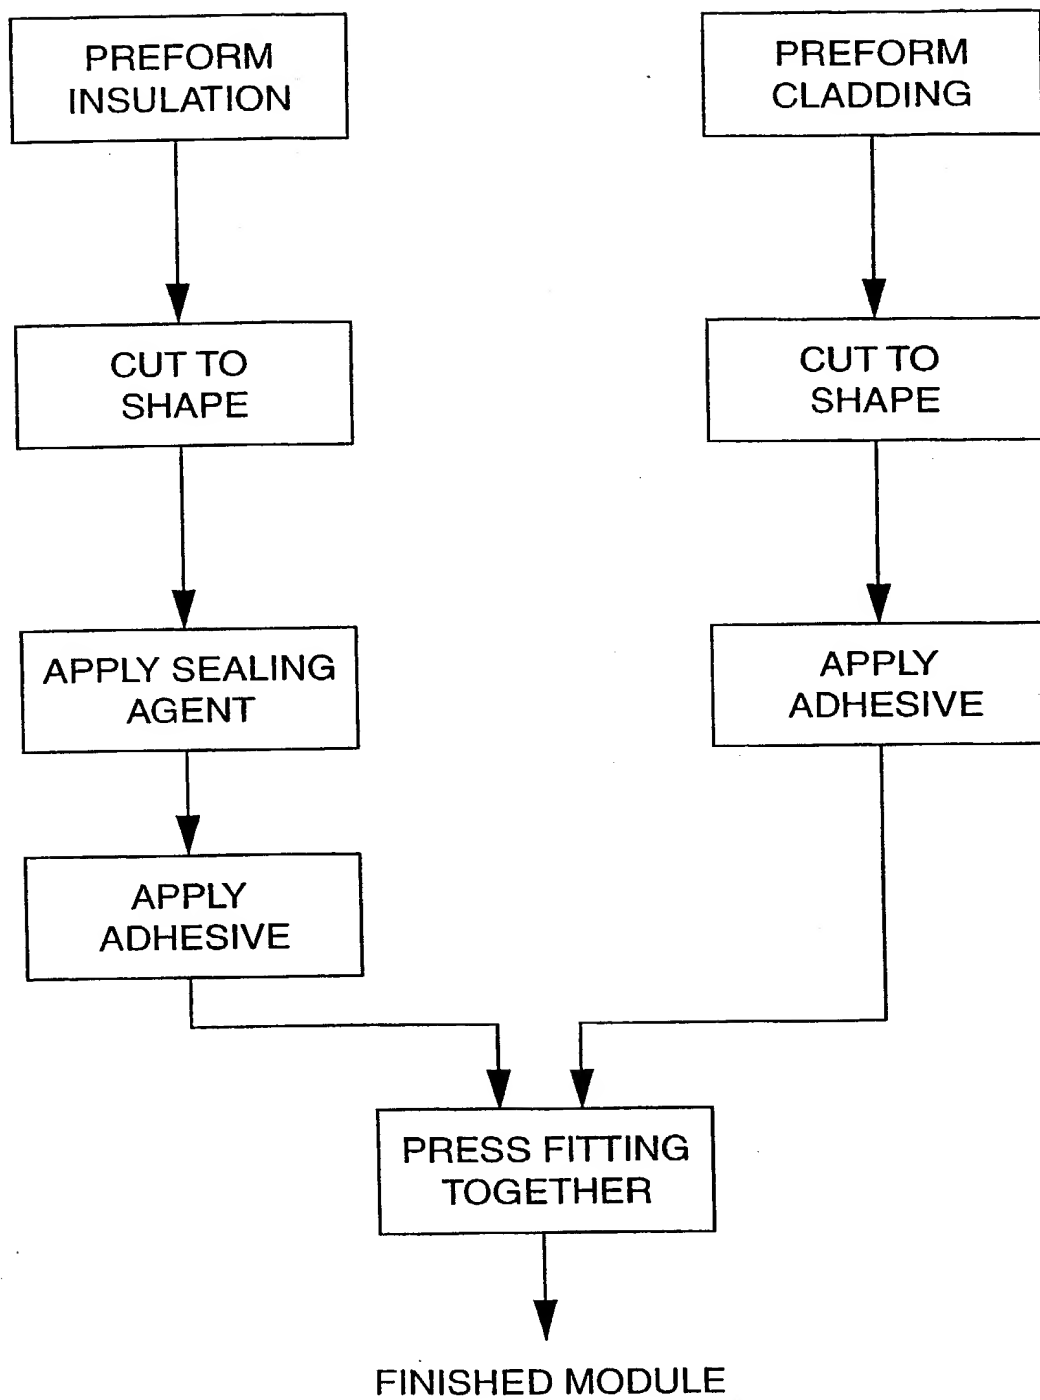 PREFORM
INSULATION
PREFORM
CLADDING
CUT TO
SHAPE
CUT TO
SHAPE
APPLY SEALING
AGENT
APPLY
ADHESIVE
APPLY
ADHESIVE
PRESS FITTING
TOGETHER
FINISHED MODULE